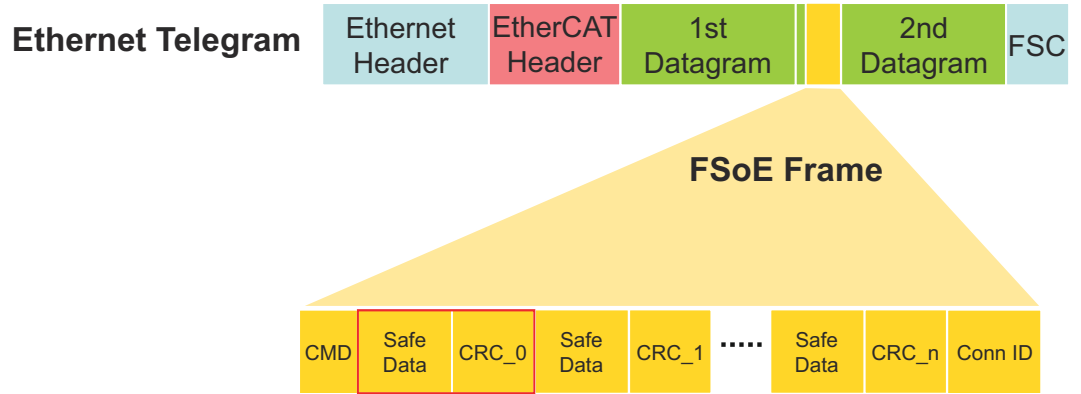 Ethernet Telegram
Ethernet
Header
EtherCAT
Header
1st
Datagram
2nd
Datagram
FSC
FSoE Frame
CMD
Safe
Data
CRC_0
Safe
Data
CRC_1
.....
Safe
Data
CRC_n
Conn ID